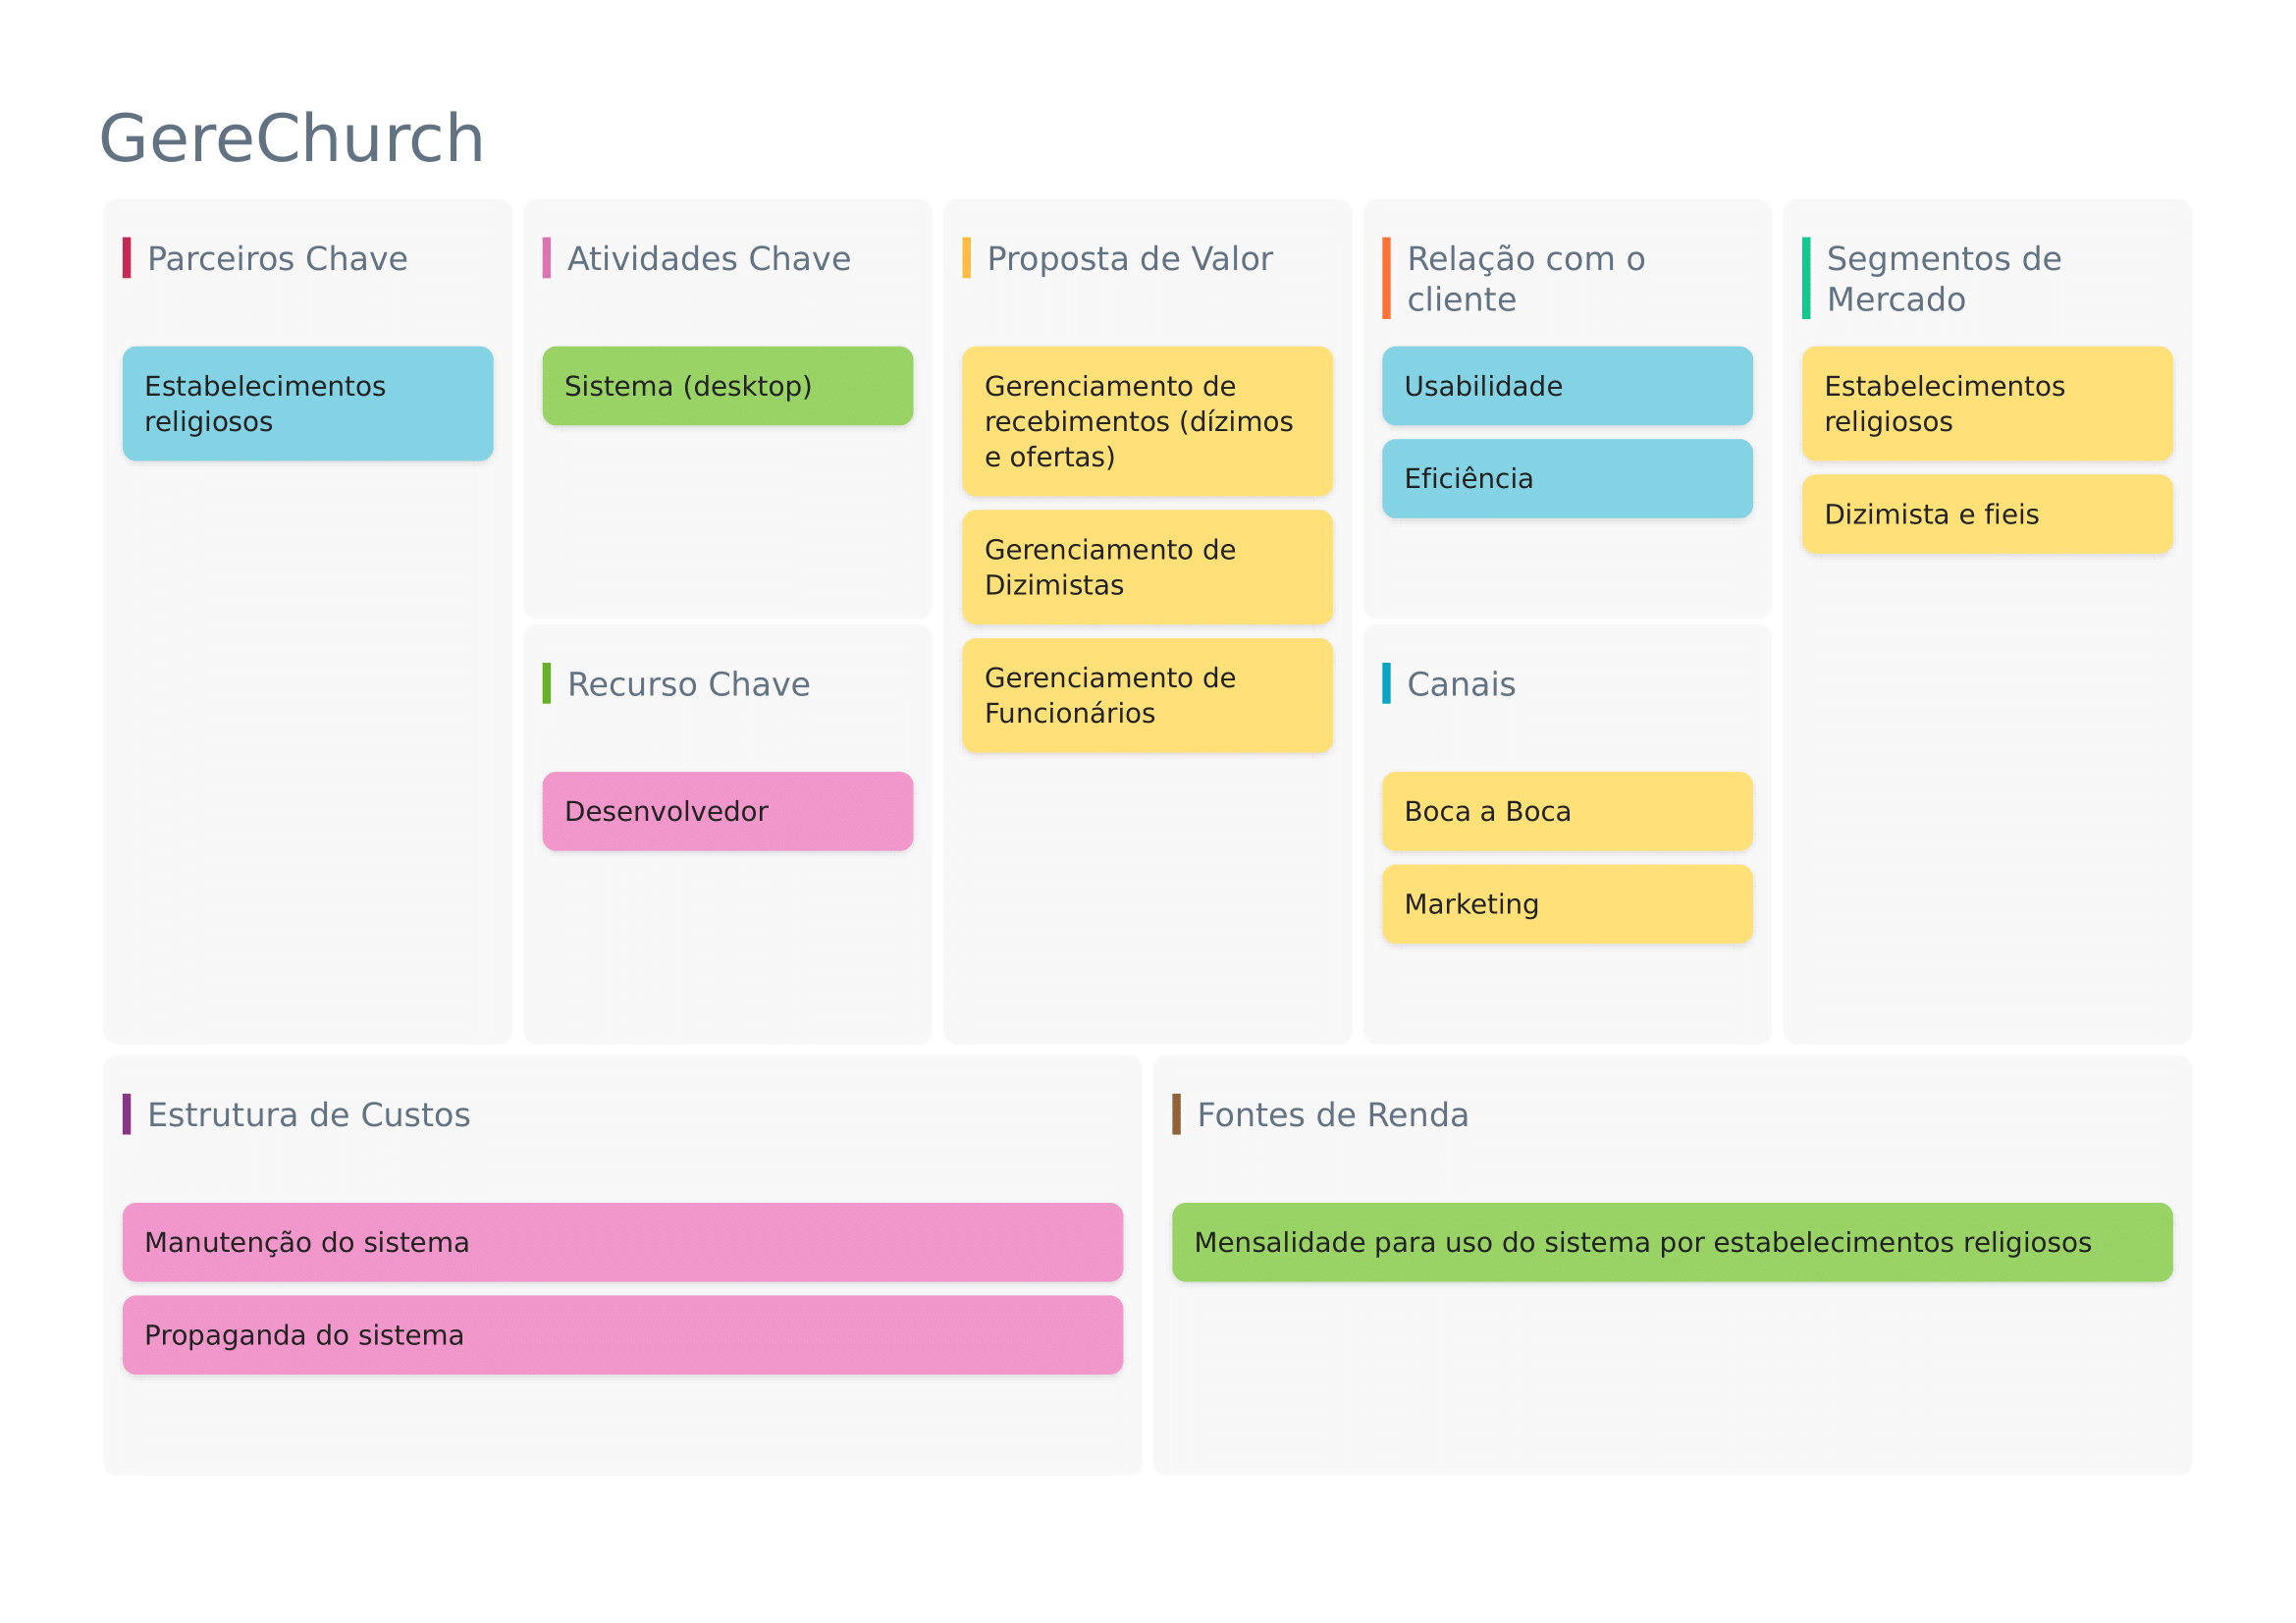 GereChurch
Parceiros Chave
Estabelecimentos
religiosos
Atividades Chave
Sistema (desktop)
Recurso Chave
Desenvolvedor
Proposta de Valor
Gerenciamento de
recebimentos (dízimos
e ofertas)
Gerenciamento de
Dizimistas
Gerenciamento de
Funcionários
Relação com o
cliente
Usabilidade
Eficiência
Canais
Boca a Boca
Marketing
Segmentos de
Mercado
Estabelecimentos
religiosos
Dizimista e fieis
Estrutura de Custos
Manutenção do sistema
Propaganda do sistema
Fontes de Renda
Mensalidade para uso do sistema por estabelecimentos religiosos